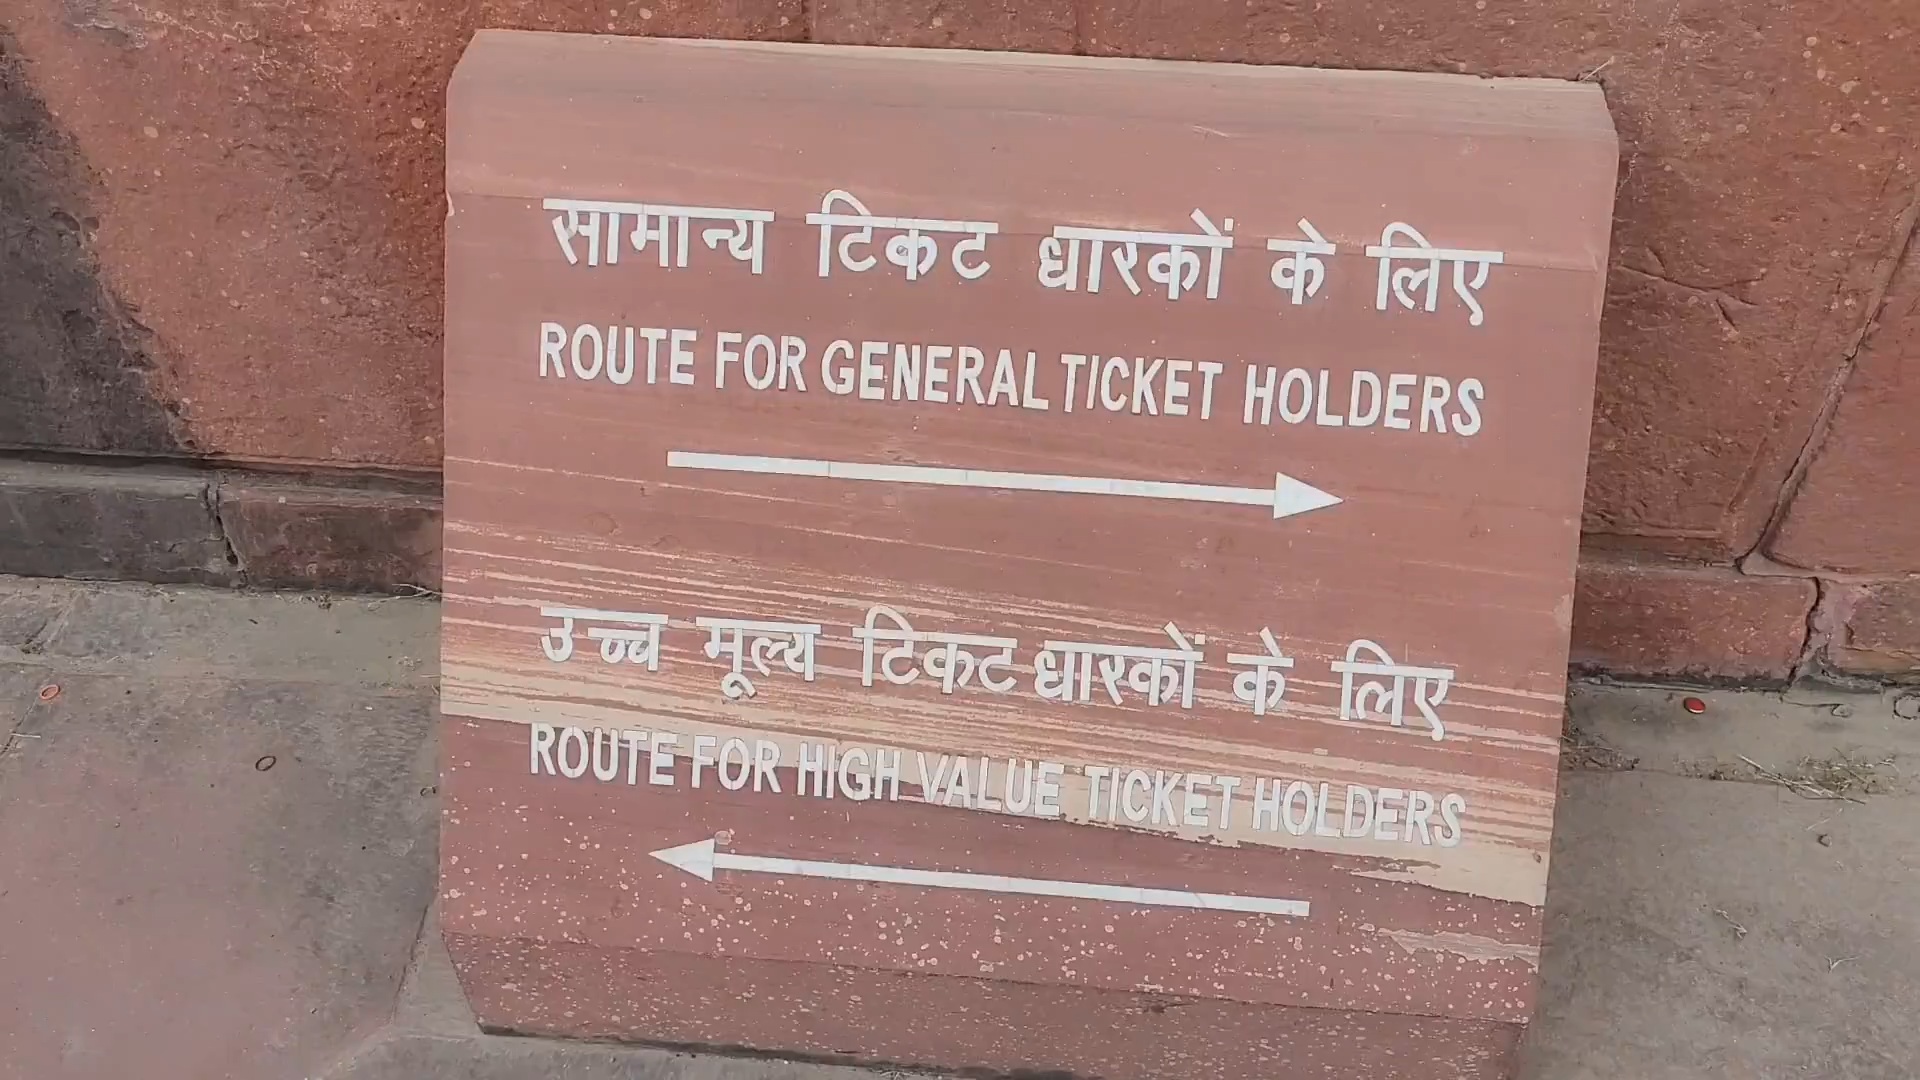 सामान्य टिकट धारकों के लिए
ROUTE FOR GENERAL TICKET HOLDERS
उच्च मूल्य टिकट धारकों के लिए
ROUTE FOR HIGH VALUE TICKET HOLDERS